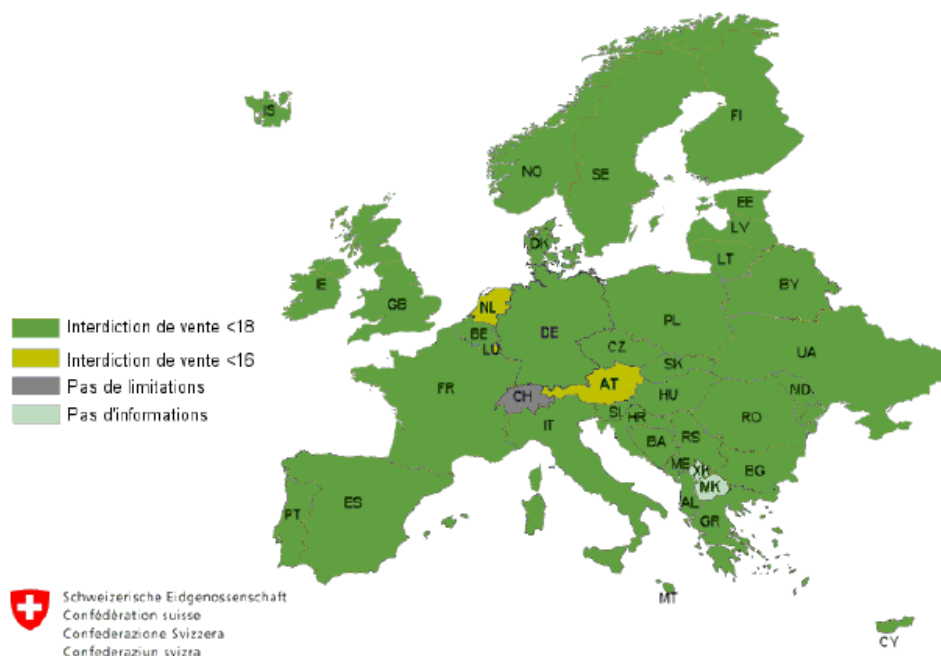 IS
FI
NO
SE
EE
LV
DK
LT
IE
GB
BY
NL
PL
BE
DE
LU
CZ
UA
SK
FR
AT
CH
HU
MD
SI
HR
RO
IT
BA
RS
ME
XK
BG
MK
PT
ES
AL
GR
MT
CY
Interdiction de vente <18
Interdiction de vente <16
Pas de limitations
Pas d'informations
Schweizerische Eidgenossenschaft
Confédération suisse
Confederazione Svizzera
Confederaziun svizra